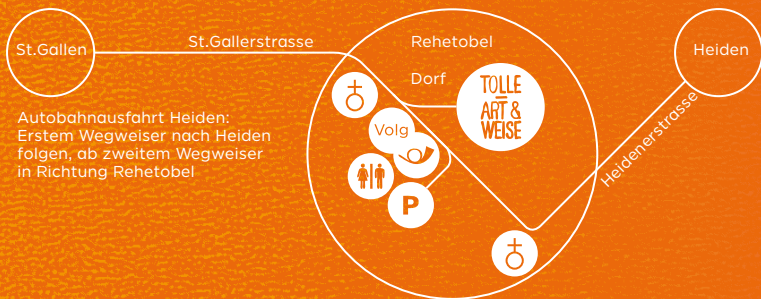 St.Gallen
St.Gallerstrasse
Rehetobel
Dorf
Heiden
TOLLE
=
ART &
WEISE
Volg
P
Heidenerstrasse
Autobahnausfahrt Heiden:
Erstem Wegweiser nach Heiden
folgen, ab zweitem Wegweiser
in Richtung Rehetobel